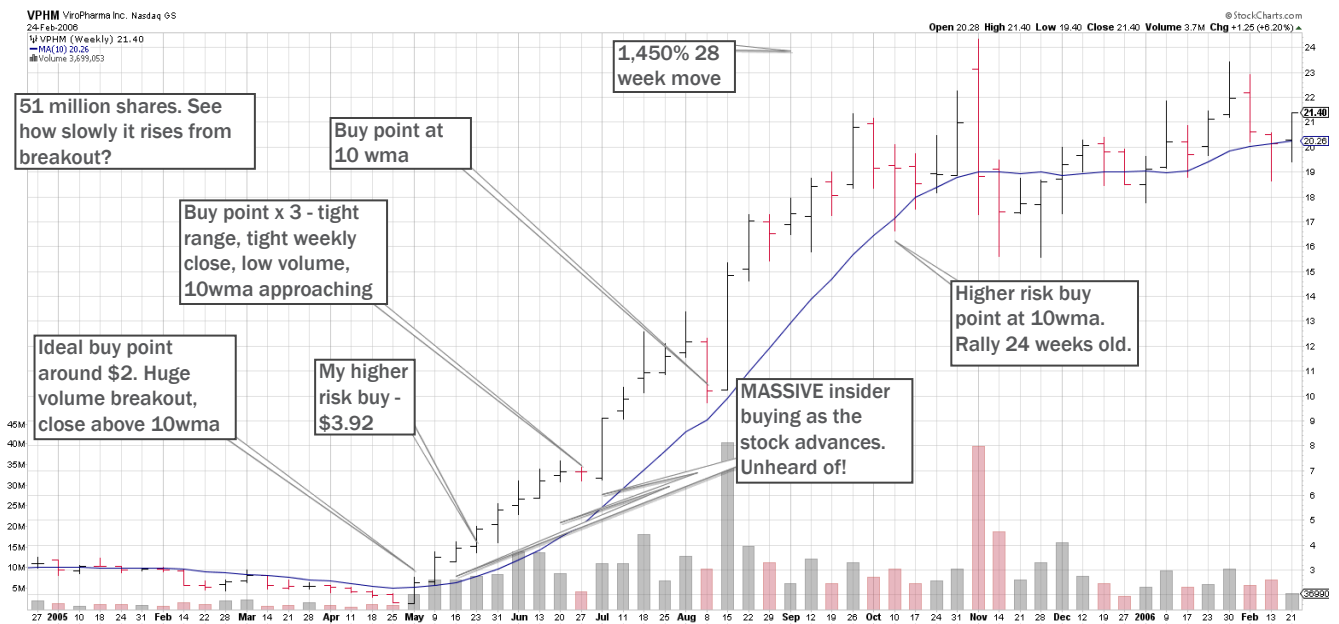 VPHM ViroPharma Inc. Nasdaq GS
© StockCharts.com
24-Feb-2006
Open 20.28 High 21.40 Low 19.40 Close 21.40 Volume 3.7M Chg +1.25 (+6.20%)
VPHM (Weekly) 21.40
MA(10) 20.26
Volume 3,699,053
1,450% 28
week move
51 million shares. See
how slowly it rises from
breakout?
Buy point at
10 wma
Buy point x 3 - tight
range, tight weekly
close, low volume,
10wma approaching
Higher risk buy
point at 10wma.
Rally 24 weeks old.
Ideal buy point
around $2. Huge
volume breakout,
close above 10wma
My higher
risk buy -
$3.92
MASSIVE insider
buying as the
stock advances.
Unheard of!
24
23
22
21.40
21
20.26
20
19
18
17
16
15
14
13
12
11
10
9
8
7
6
5
4
3
36990
45M
40M
35M
30M
25M
20M
15M
10M
5M
27 2005 10 18 24 Feb 14 22 28 Mar 14 21 28 Apr 11 18 25 May 9 16 23 Jun 13 20 27 Jul 11 18 25 Aug 8 15 22 29 Sep 12 19 26 Oct 10 17 24 31 Nov 14 21 28 Dec 12 19 27 2006 9 17 23 30 Feb 13 21